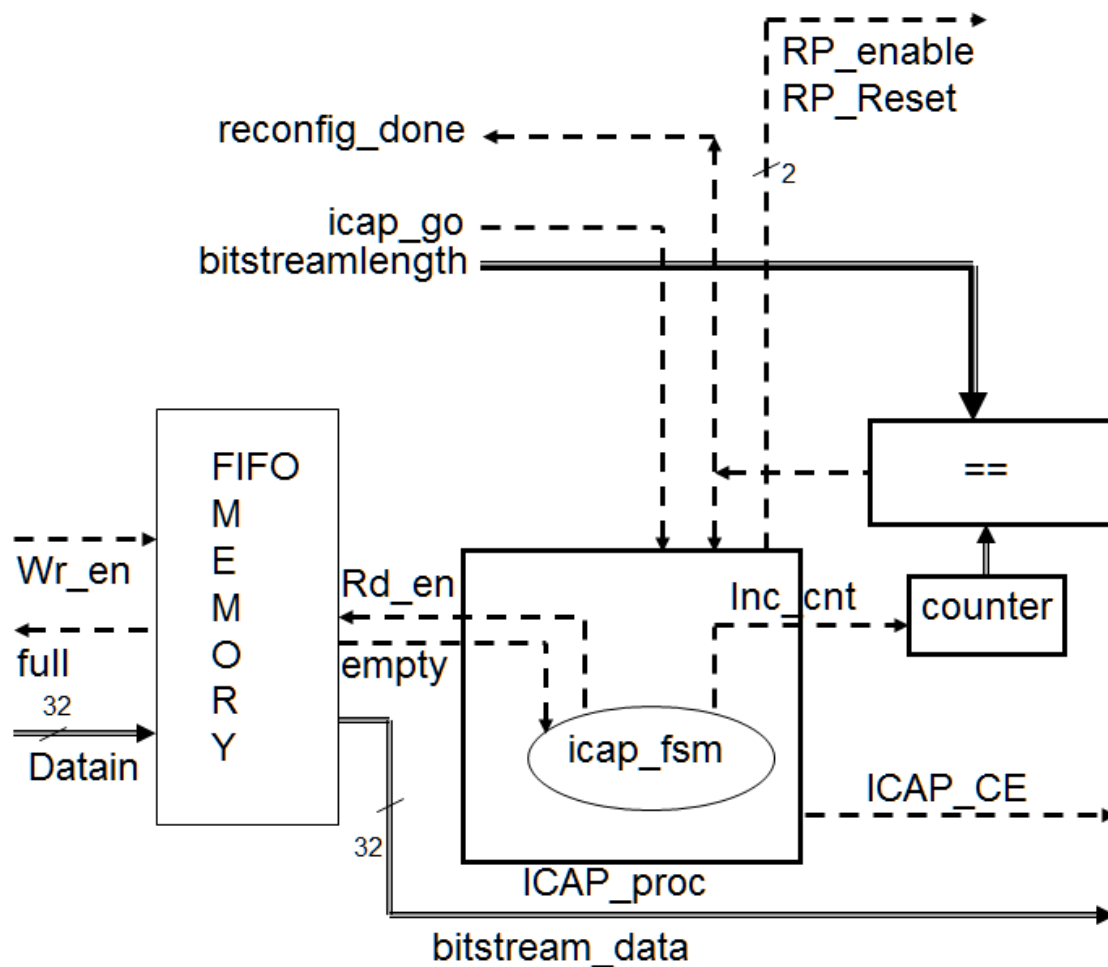 RP_enable
RP_Reset
reconfig_done
2
icap_go
bitstreamlength
FIFO
M
E
M
O
R
Y
==
Wr_en
Rd_en
Inc_cnt
counter
full
empty
32
Datain
icap_fsm
ICAP_CE
32
ICAP_proc
bitstream_data